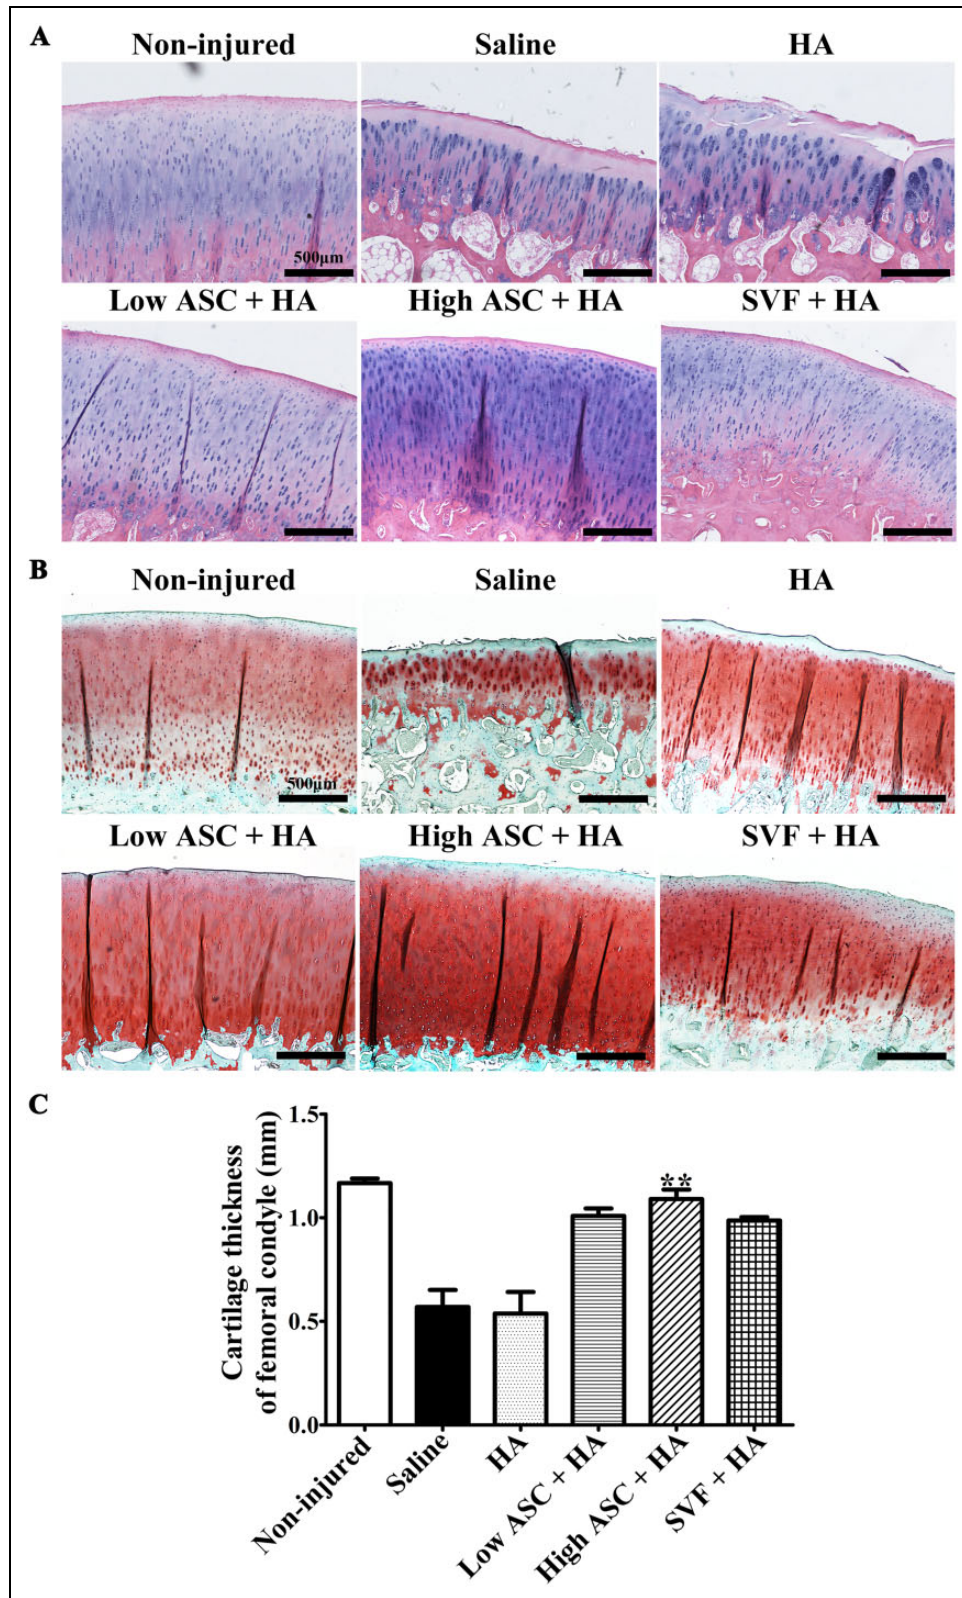 A
Non-injured Saline HA
500µm
Low ASC + HA High ASC + HA SVF + HA
B
Non-injured Saline HA
500µm
Low ASC + HA High ASC + HA SVF + HA
C
Cartilage thickness
of femoral condyle (mm)
1.5
1.0
0.5
0.0
**
Non-injured
Saline
HA
Low ASC + HA
High ASC + HA
SVF + HA